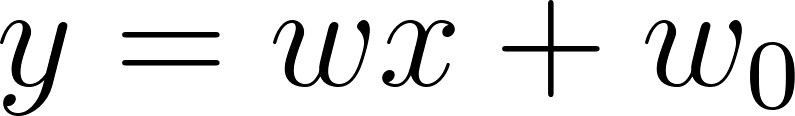 y = wx + w₀